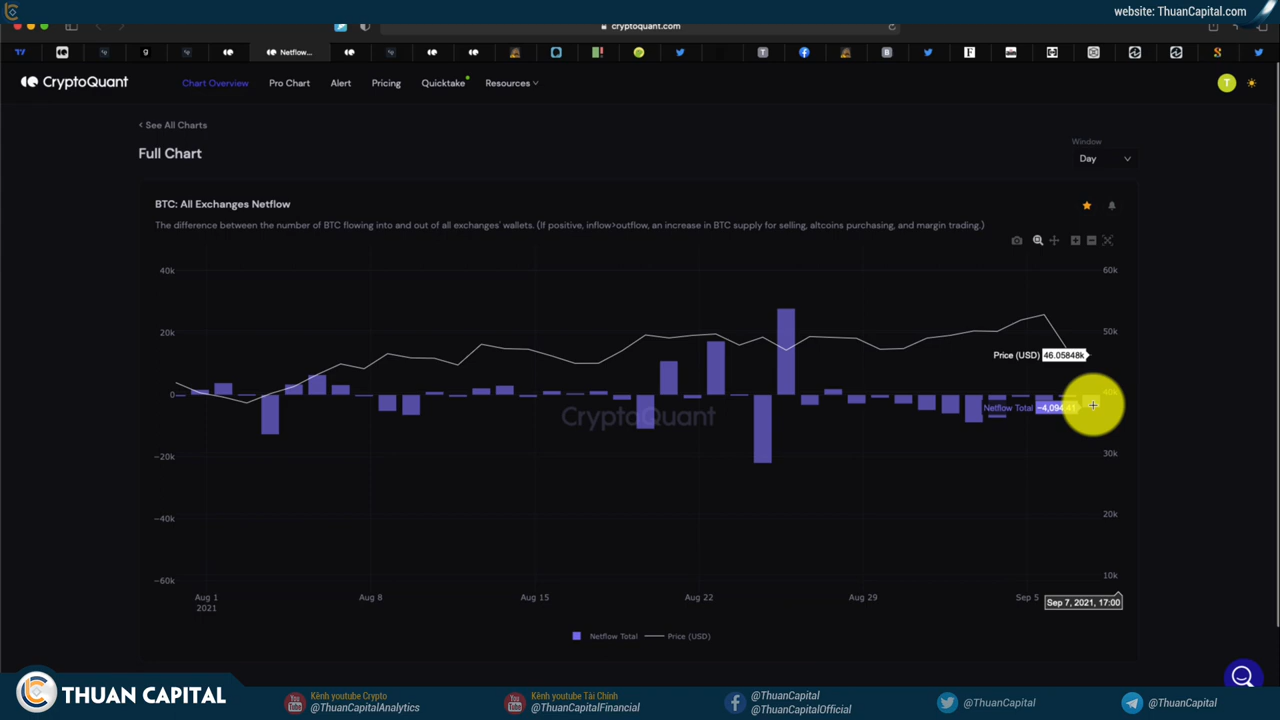 website: ThuanCapital.com
cryptoquant.com
Netflow...
CryptoQuant
Chart Overview
Pro Chart
Alert
Pricing
Quicktake
Resources
T
< See All Charts
Full Chart
Window
Day
BTC: All Exchanges Netflow
The difference between the number of BTC flowing into and out of all exchanges' wallets. (If positive, inflow>outflow, an increase in BTC supply for selling, altcoins purchasing, and margin trading.)
40k
60k
20k
50k
Price (USD) 46.05848k
0
40k
Netflow Total −4,094.41
CryptoQuant
−20k
30k
−40k
20k
−60k
10k
Aug 1
2021
Aug 8
Aug 15
Aug 22
Aug 29
Sep 5
Sep 7, 2021, 17:00
Netflow Total
Price (USD)
THUAN CAPITAL
Kênh youtube Crypto
@ThuanCapitalAnalytics
Kênh youtube Tài Chính
@ThuanCapitalFinancial
@ThuanCapital
@ThuanCapitalOfficial
@ThuanCapital
@ThuanCapital